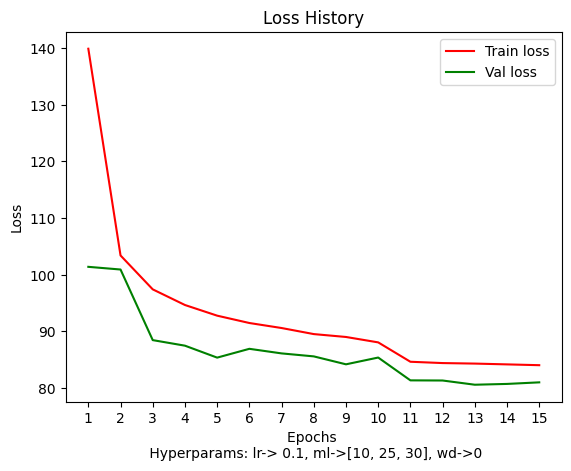 Loss History
Train loss
Val loss
Loss
140
130
120
110
100
90
80
1 2 3 4 5 6 7 8 9 10 11 12 13 14 15
Epochs
Hyperparams: lr-> 0.1, ml->[10, 25, 30], wd->0